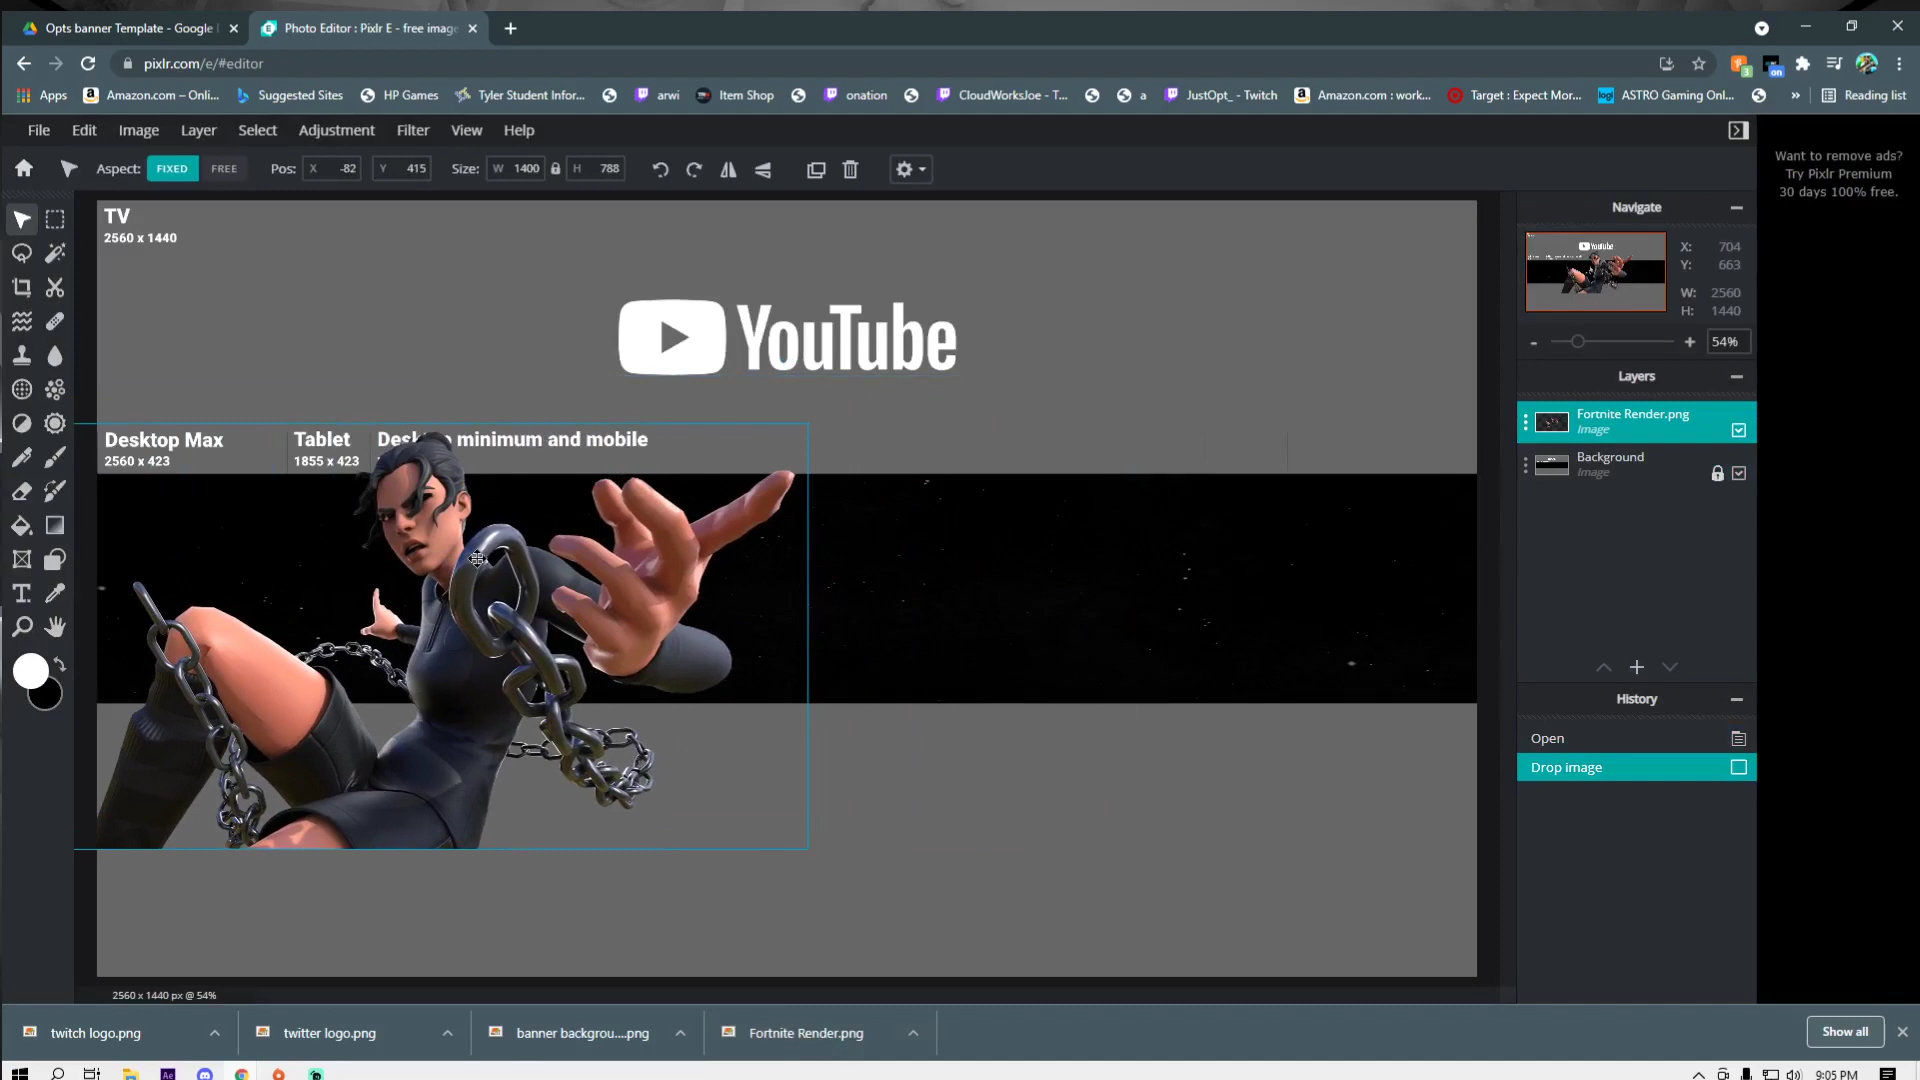 Opts banner Template - Google
Photo Editor : Pixlr E - free image
pixlr.com/e/#editor
Apps
Amazon.com – Onli...
Suggested Sites
HP Games
Tyler Student Infor...
arwi
Item Shop
onation
CloudWorksJoe - T...
a
JustOpt_ - Twitch
Amazon.com : work...
Target : Expect Mor...
ASTRO Gaming Onl...
»
Reading list
File Edit Image Layer Select Adjustment Filter View Help
Aspect: FIXED FREE Pos: X -82 Y 415 Size: W 1400 H 788
Want to remove ads?
Try Pixlr Premium
30 days 100% free.
TV
2560 x 1440
YouTube
Desktop Max
2560 x 423
Tablet
1855 x 423
minimum and mobile
Navigate
YouTube
X: 704
Y: 663
W: 2560
H: 1440
54%
Layers
Fortnite Render.png
Image
Background
Image
History
Open
Drop image
2560 x 1440 px @ 54%
twitch logo.png
twitter logo.png
banner backgrou....png
Fortnite Render.png
Show all
9:05 PM